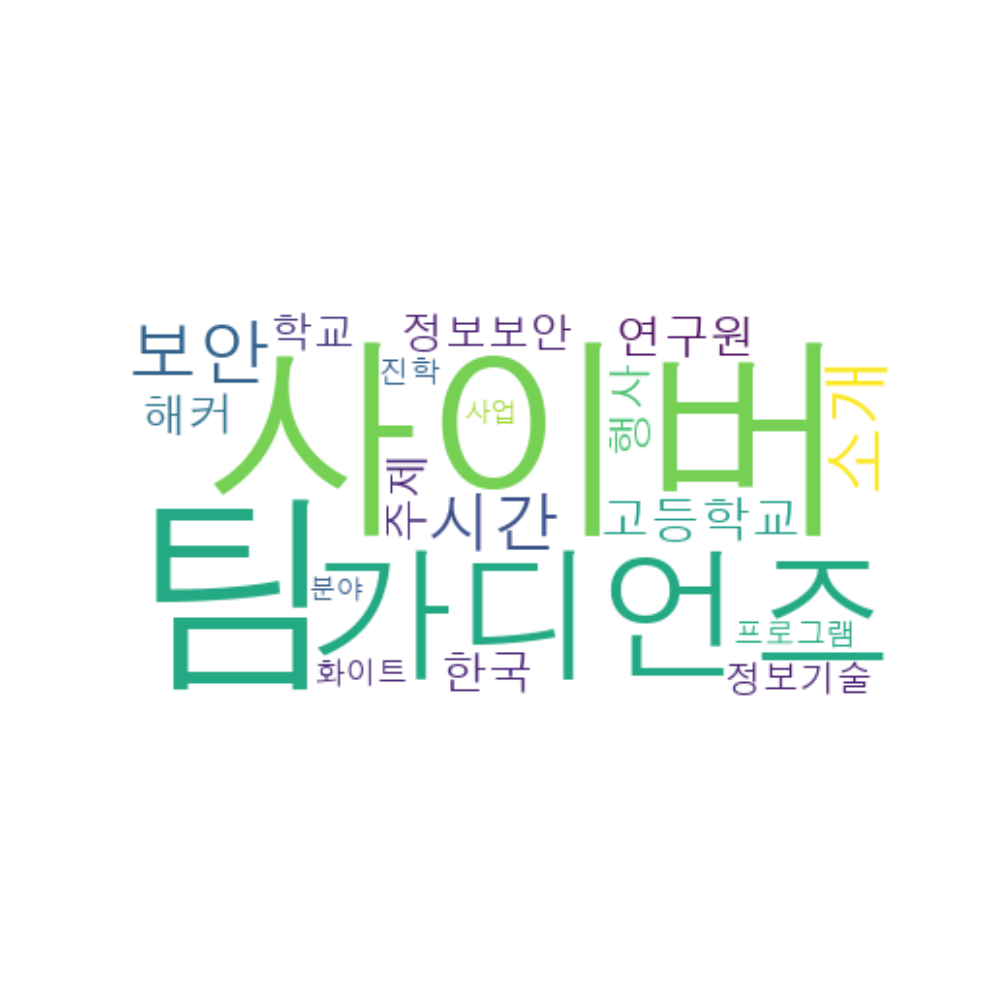 보안
학교
정보보안
연구원
해커
진학
사이버
사업
행사
소개
주제
시간
고등학교
팀
분야
가디언즈
프로그램
화이트
한국
정보기술